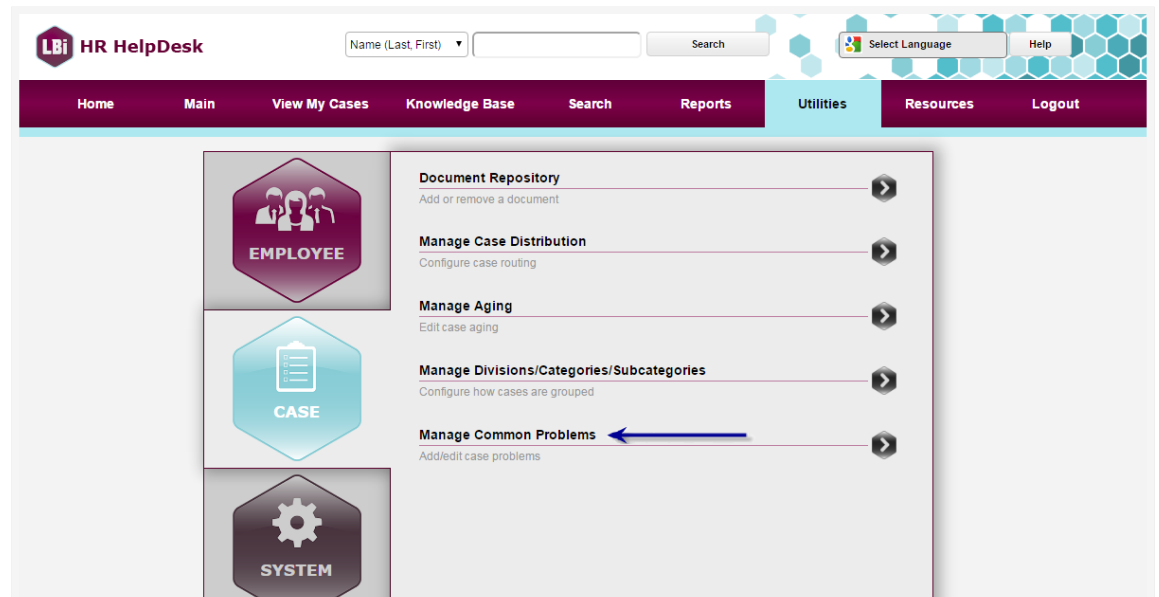 LBi HR HelpDesk
Name (Last, First)
Search
Select Language
Help
Home
Main
View My Cases
Knowledge Base
Search
Reports
Utilities
Resources
Logout
EMPLOYEE
CASE
SYSTEM
Document Repository
Add or remove a document
Manage Case Distribution
Configure case routing
Manage Aging
Edit case aging
Manage Divisions/Categories/Subcategories
Configure how cases are grouped
Manage Common Problems
Add/edit case problems